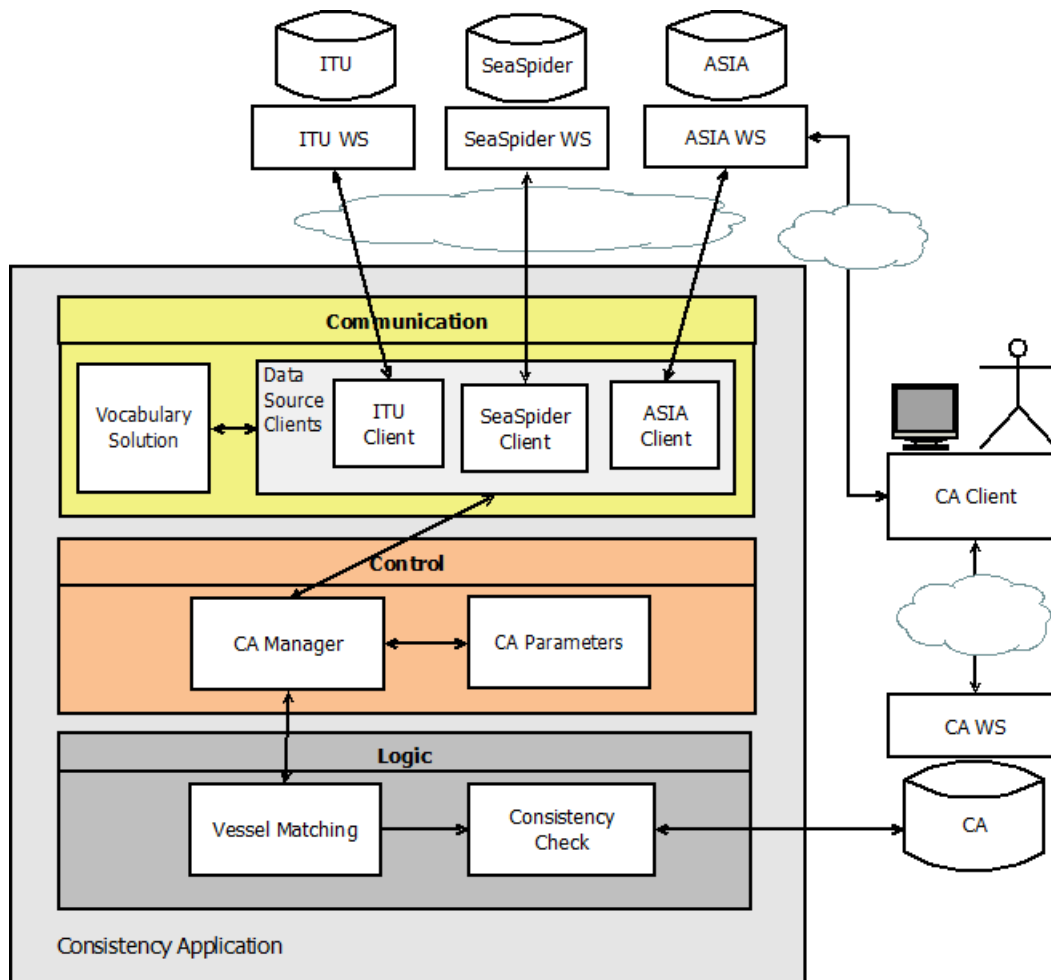 ITU
SeaSpider
ASIA
ITU WS
SeaSpider WS
ASIA WS
Communication
Data
Source
Clients
Vocabulary
Solution
ITU
Client
SeaSpider
Client
ASIA
Client
CA Client
Control
CA Manager
CA Parameters
CA WS
Logic
Vessel Matching
Consistency
Check
CA
Consistency Application